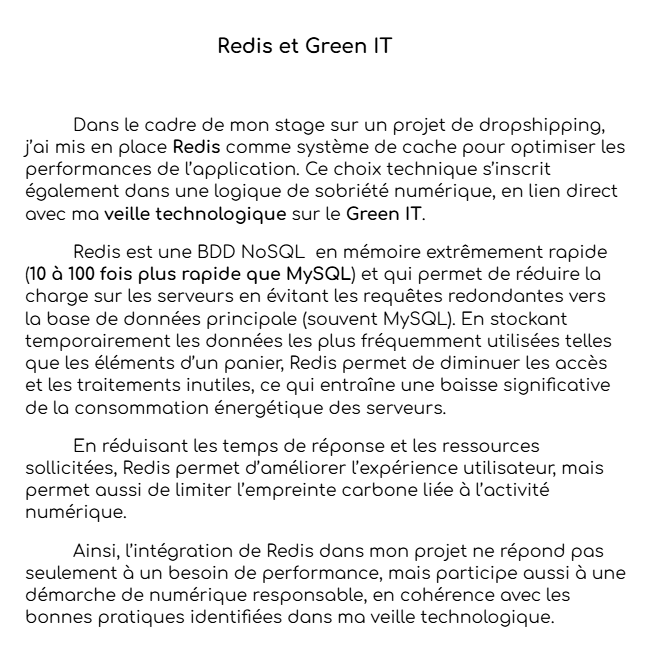 Redis et Green IT
Dans le cadre de mon stage sur un projet de dropshipping,
j'ai mis en place Redis comme système de cache pour optimiser les
performances de l'application. Ce choix technique s'inscrit
également dans une logique de sobriété numérique, en lien direct
avec ma veille technologique sur le Green IT.
Redis est une BDD NoSQL  en mémoire extrêmement rapide
(10 à 100 fois plus rapide que MySQL) et qui permet de réduire la
charge sur les serveurs en évitant les requêtes redondantes vers
la base de données principale (souvent MySQL). En stockant
temporairement les données les plus fréquemment utilisées telles
que les éléments d'un panier, Redis permet de diminuer les accès
et les traitements inutiles, ce qui entraîne une baisse significative
de la consommation énergétique des serveurs.
En réduisant les temps de réponse et les ressources
sollicitées, Redis permet d'améliorer l'expérience utilisateur, mais
permet aussi de limiter l'empreinte carbone liée à l'activité
numérique.
Ainsi, l'intégration de Redis dans mon projet ne répond pas
seulement à un besoin de performance, mais participe aussi à une
démarche de numérique responsable, en cohérence avec les
bonnes pratiques identifiées dans ma veille technologique.